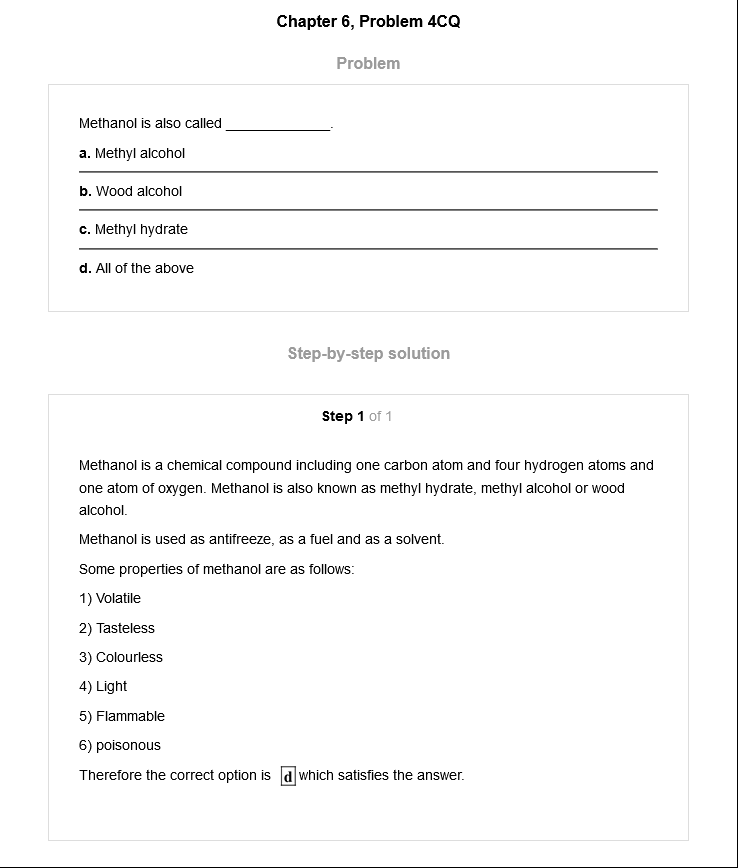 Chapter 6, Problem 4CQ
Problem
Methanol is also called _____________.
a. Methyl alcohol
b. Wood alcohol
c. Methyl hydrate
d. All of the above
Step-by-step solution
Step 1 of 1
Methanol is a chemical compound including one carbon atom and four hydrogen atoms and
one atom of oxygen. Methanol is also known as methyl hydrate, methyl alcohol or wood
alcohol.
Methanol is used as antifreeze, as a fuel and as a solvent.
Some properties of methanol are as follows:
1) Volatile
2) Tasteless
3) Colourless
4) Light
5) Flammable
6) poisonous
Therefore the correct option is d which satisfies the answer.